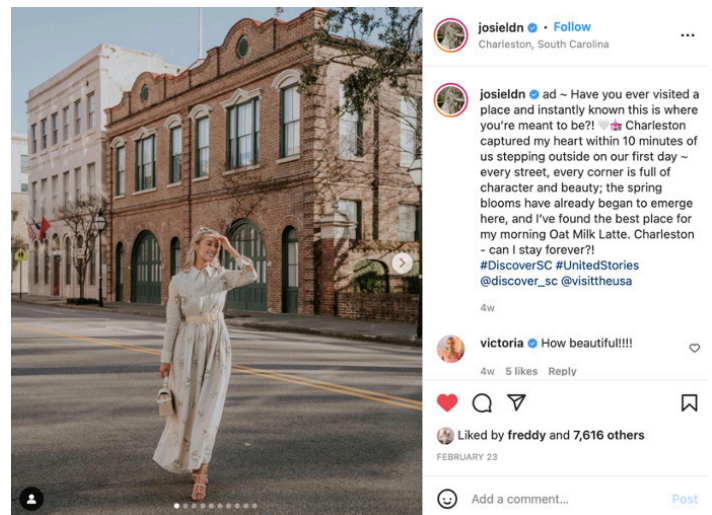 josieldn • Follow
Charleston, South Carolina
josieldn ad ~ Have you ever visited a
place and instantly known this is where
you're meant to be?! 🤍💒 Charleston
captured my heart within 10 minutes of
us stepping outside on our first day ~
every street, every corner is full of
character and beauty; the spring
blooms have already begun to emerge
here, and I've found the best place for
my morning Oat Milk Latte. Charleston
- can I stay forever?!
#DiscoverSC #UnitedStories
@discover_sc @visittheusa
4w
victoria How beautiful!!!!
4w 5 likes Reply
Liked by freddy and 7,616 others
FEBRUARY 23
Add a comment... Post